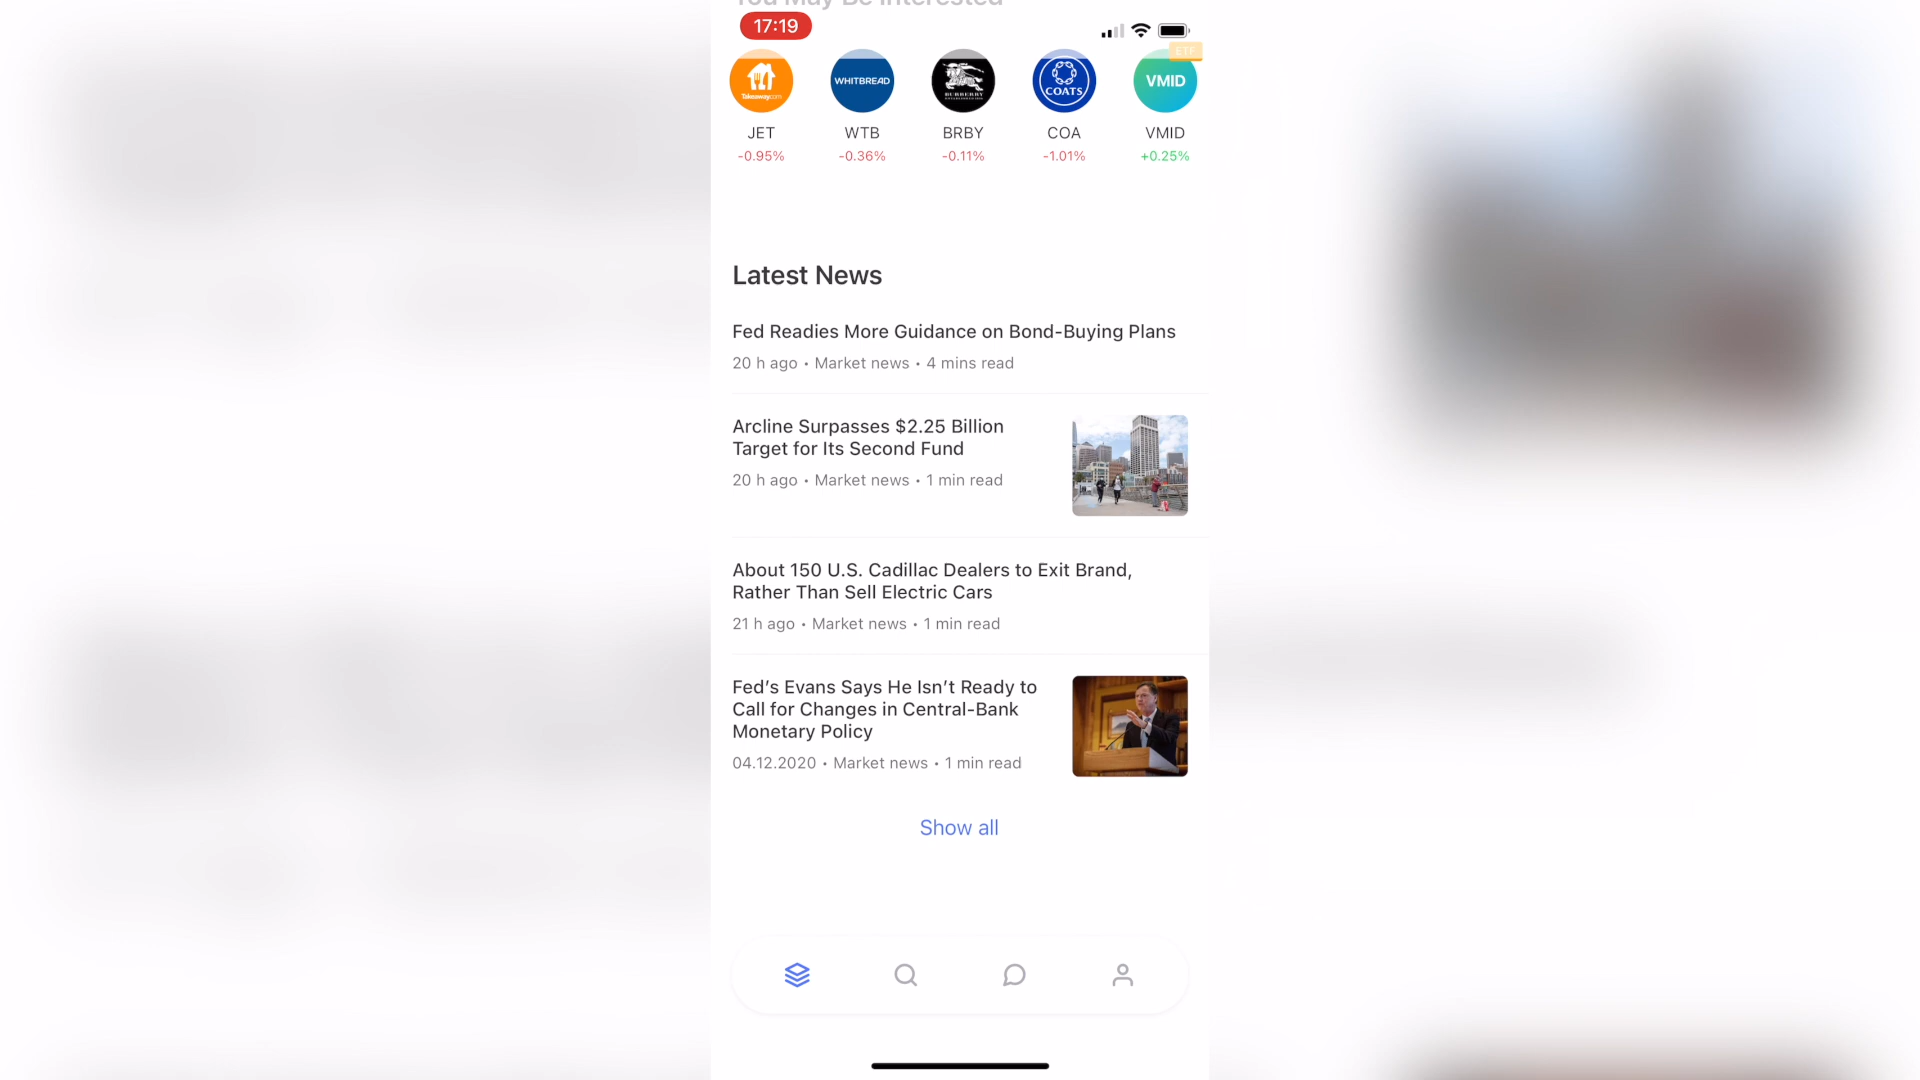 You May Be Interested
17:19
ETF
Takeaway.com
WHITBREAD
BURBERRY
COATS
VMID
JET
WTB
BRBY
COA
VMID
-0.95%
-0.36%
-0.11%
-1.01%
+0.25%
Latest News
Fed Readies More Guidance on Bond-Buying Plans
20 h ago • Market news • 4 mins read
Arcline Surpasses $2.25 Billion
Target for Its Second Fund
20 h ago • Market news • 1 min read
About 150 U.S. Cadillac Dealers to Exit Brand,
Rather Than Sell Electric Cars
21 h ago • Market news • 1 min read
Fed’s Evans Says He Isn’t Ready to
Call for Changes in Central-Bank
Monetary Policy
04.12.2020 • Market news • 1 min read
Show all